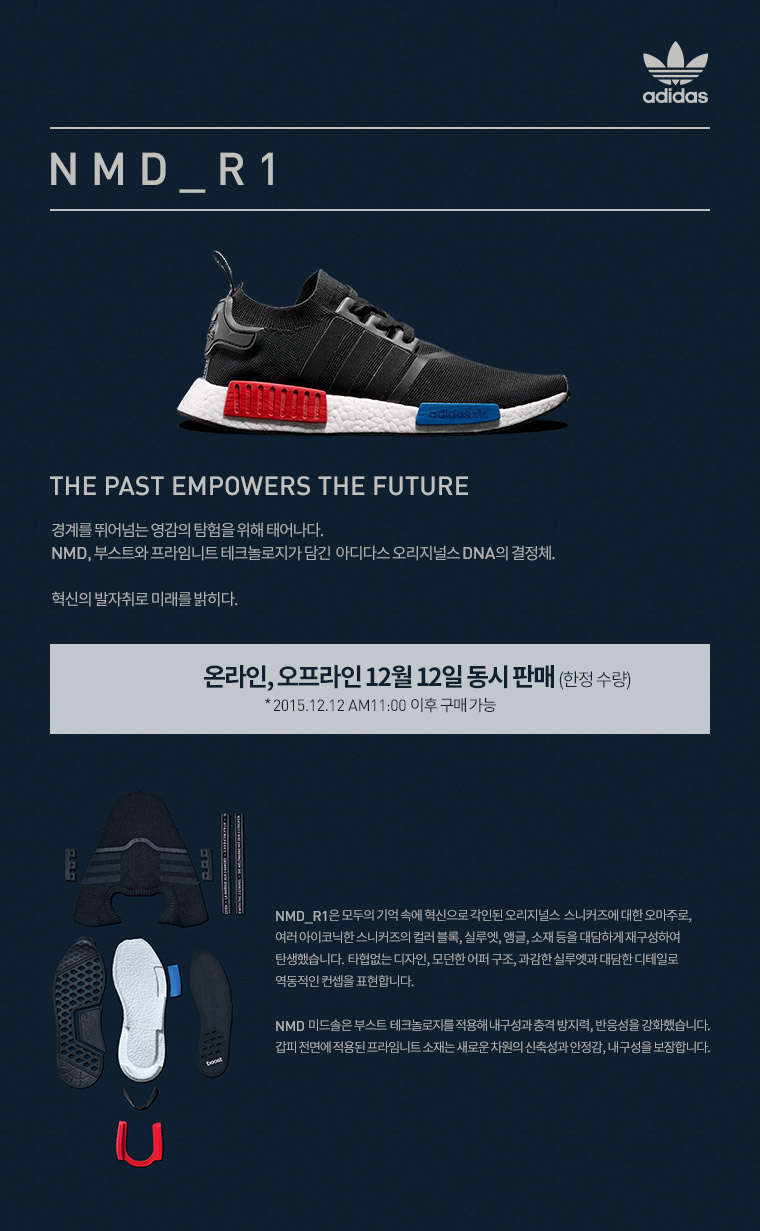 adidas
NMD_R1
adidas
THE PAST EMPOWERS THE FUTURE
경계를 뛰어넘는 영감의 탐험을 위해 태어나다.
NMD, 부스트와 프라임니트 테크놀로지가 담긴 아디다스 오리지널스 DNA의 결정체.
혁신의 발자취로 미래를 밝히다.
온라인, 오프라인 12월 12일 동시 판매 (한정 수량)
* 2015.12.12 AM11:00 이후 구매 가능
NMD_R1은 모두의 기억 속에 혁신으로 각인된 오리지널스 스니커즈에 대한 오마주로,
여러 아이코닉한 스니커즈의 컬러 블록, 실루엣, 앵글, 소재 등을 대담하게 재구성하여
탄생했습니다. 타협없는 디자인, 모던한 어퍼 구조, 과감한 실루엣과 대담한 디테일로
역동적인 컨셉을 표현합니다.
NMD 미드솔은 부스트 테크놀로지를 적용해 내구성과 충격 방지력, 반응성을 강화했습니다.
갑피 전면에 적용된 프라임니트 소재는 새로운 차원의 신축성과 안정감, 내구성을 보장합니다.
boost